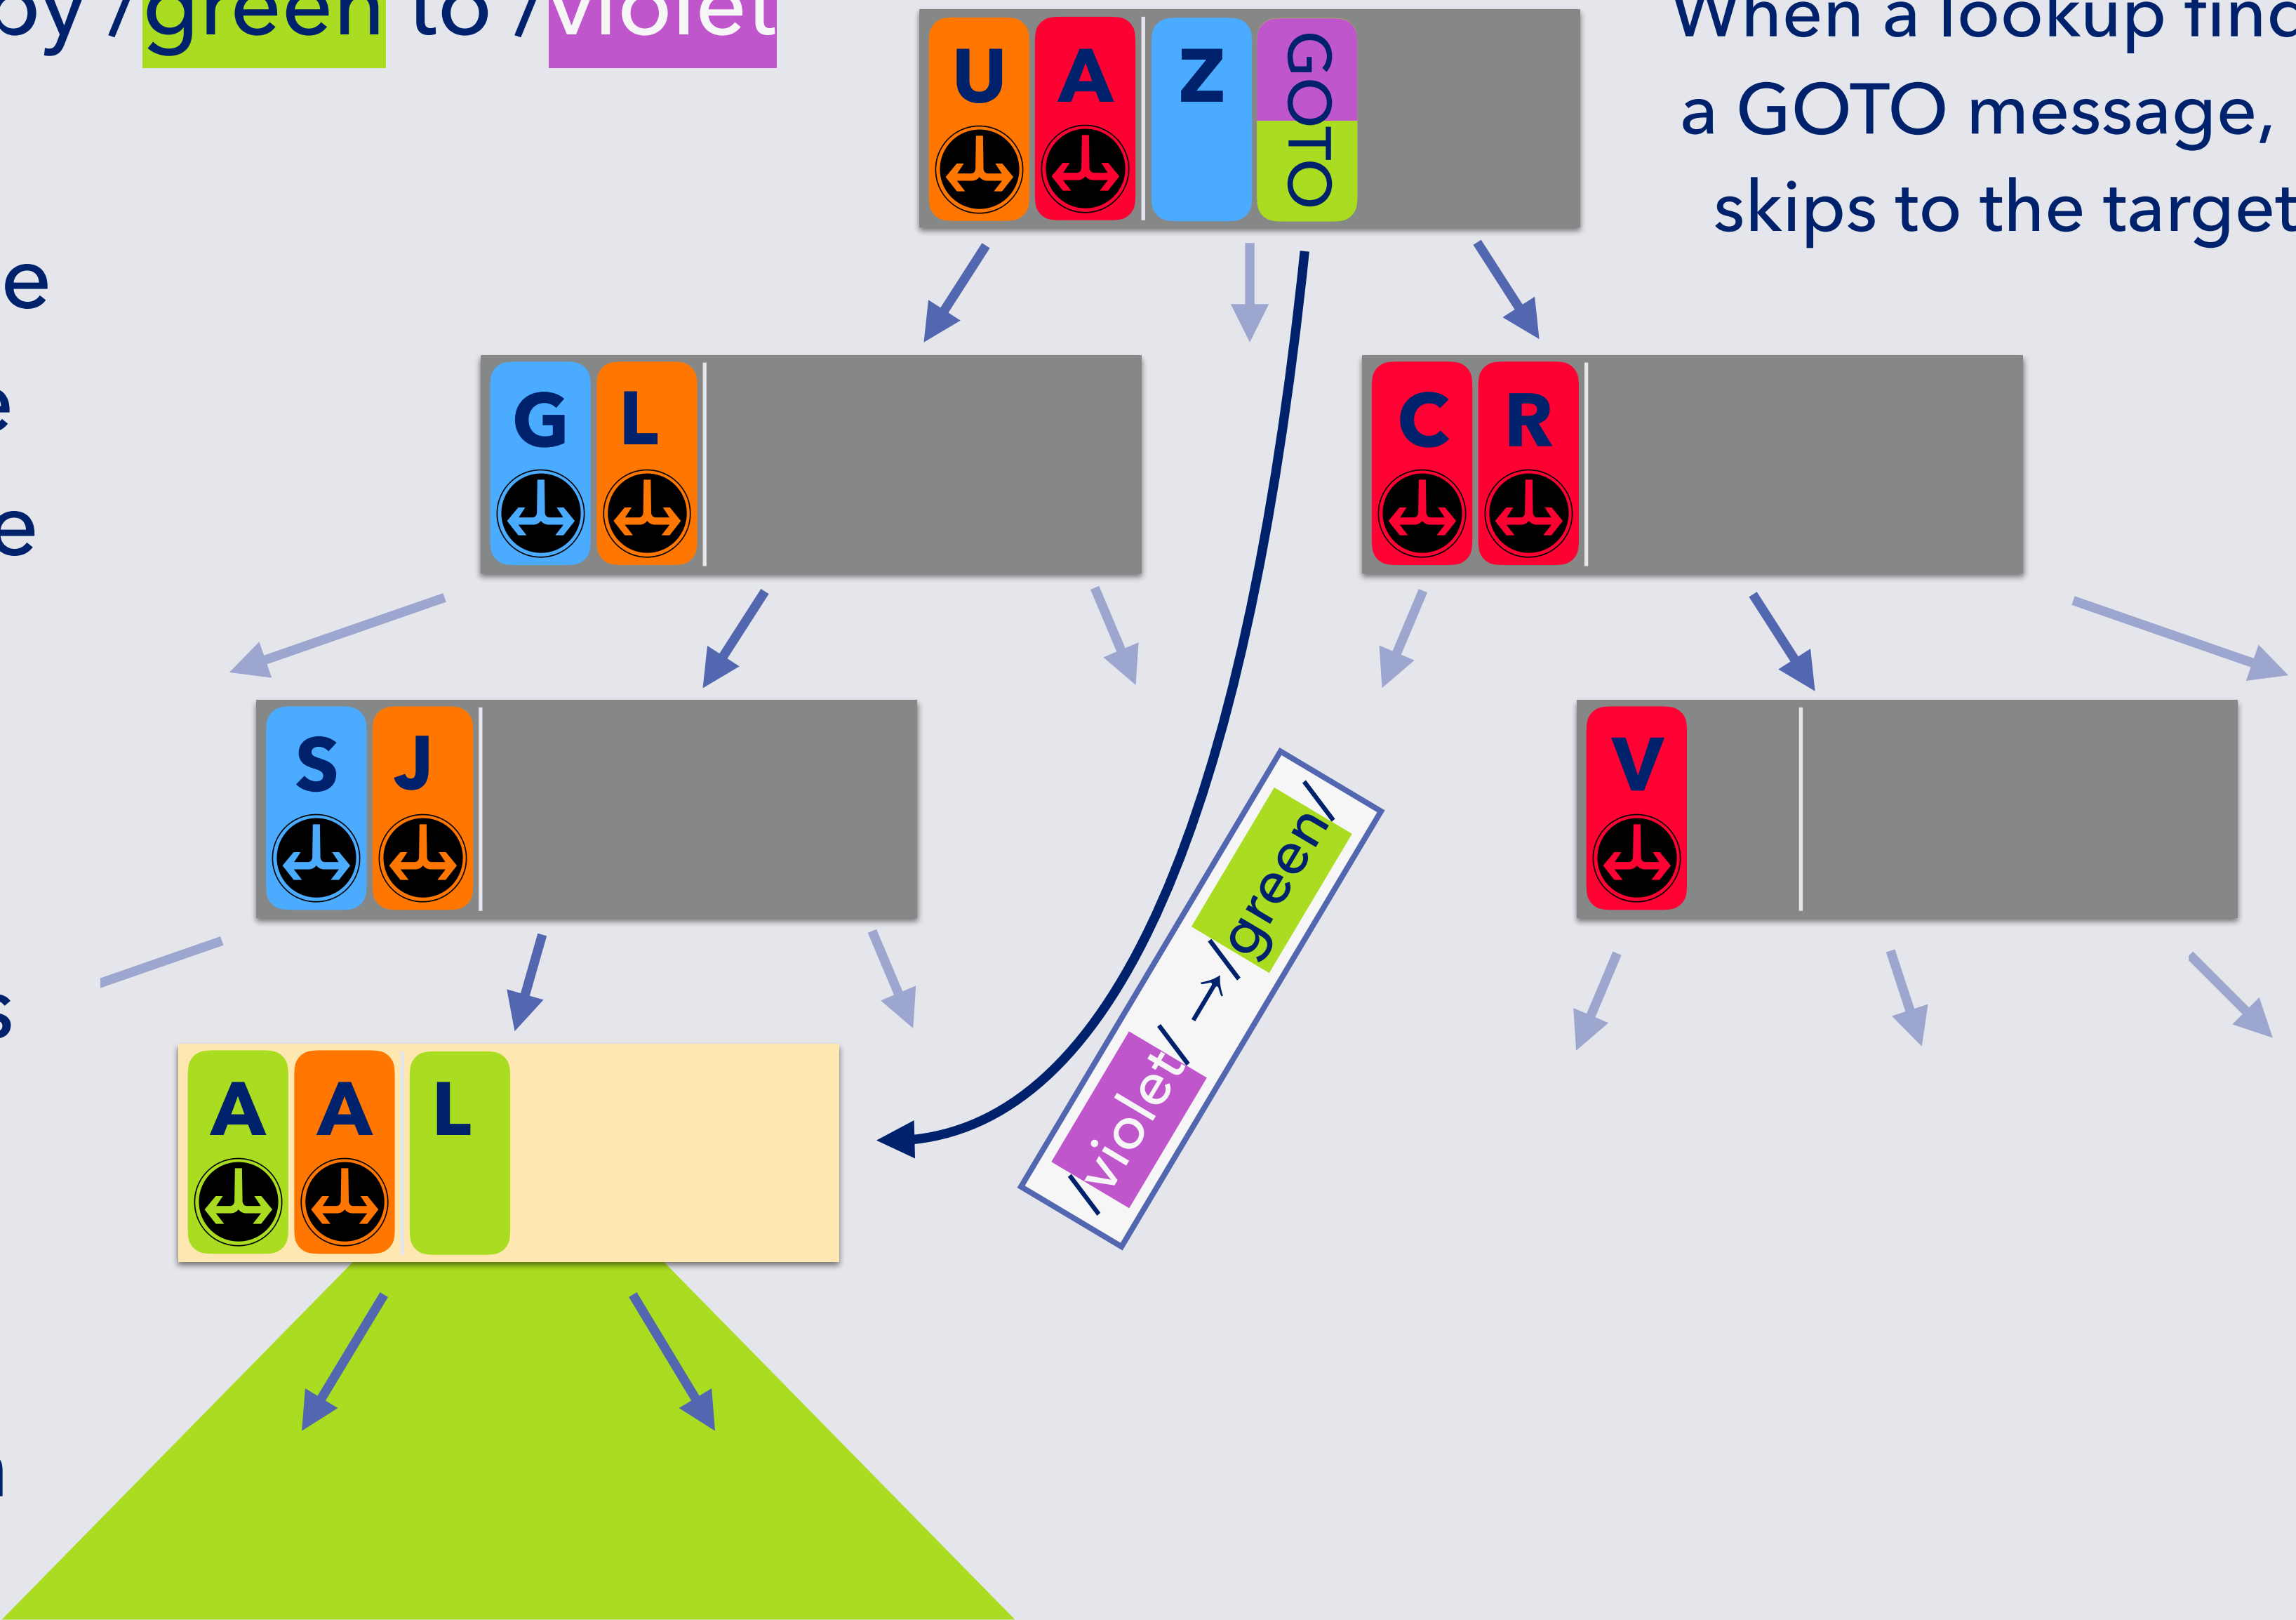 by /green to /violet
U A Z GOTO
When a lookup find
a GOTO message,
skips to the target
e
e
e
G L
C R
S J
V
/violet/ → /green/
s
A A L
n